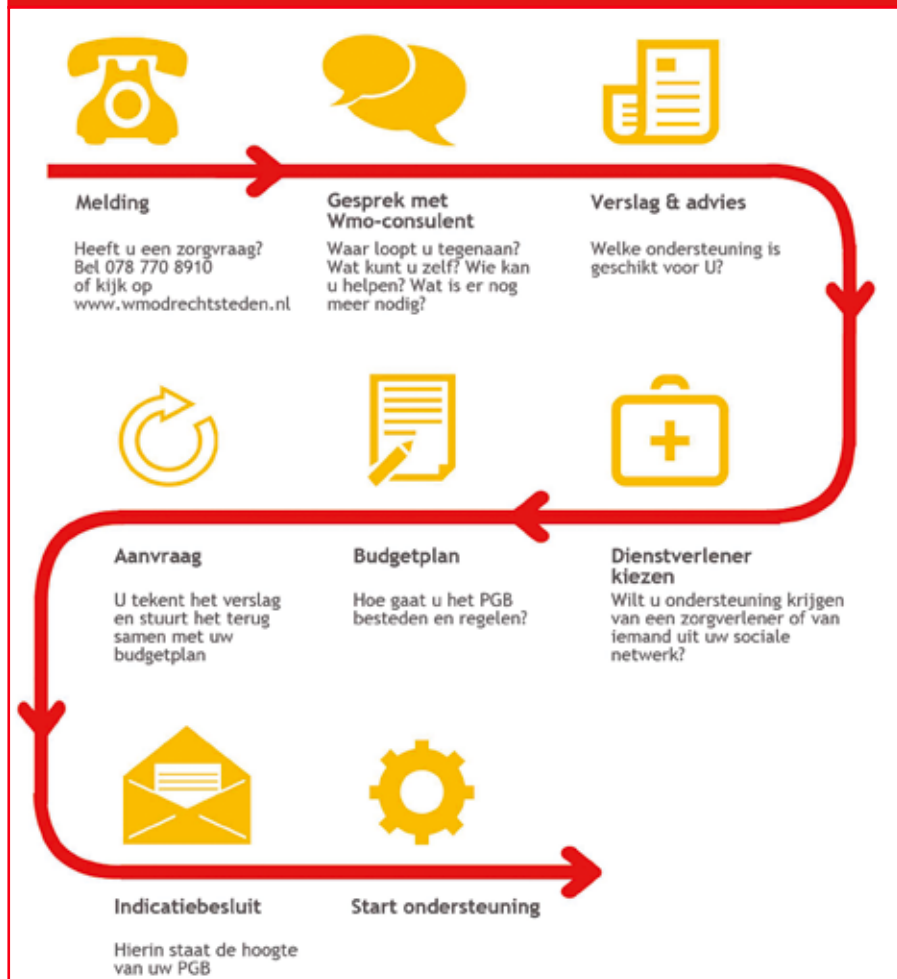 Melding
Heeft u een zorgvraag?
Bel 078 770 8910
of kijk op
www.wmodrechtsteden.nl
Gesprek met
Wmo-consulent
Waar loopt u tegenaan?
Wat kunt u zelf? Wie kan
u helpen? Wat is er nog
meer nodig?
Verslag & advies
Welke ondersteuning is
geschikt voor U?
Dienstverlener
kiezen
Wilt u ondersteuning krijgen
van een zorgverlener of van
iemand uit uw sociale
netwerk?
Budgetplan
Hoe gaat u het PGB
besteden en regelen?
Aanvraag
U tekent het verslag
en stuurt het terug
samen met uw
budgetplan
Indicatiebesluit
Hierin staat de hoogte
van uw PGB
Start ondersteuning